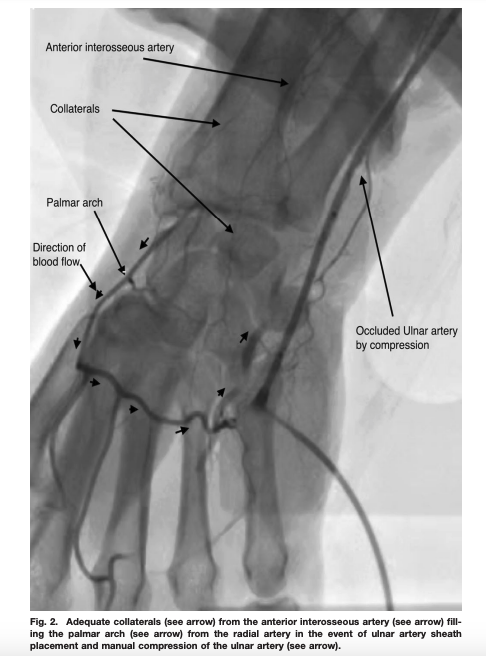 Anterior interosseous artery
Collaterals
Palmar arch
Direction of
blood flow
Occluded Ulnar artery
by compression
Fig. 2. Adequate collaterals (see arrow) from the anterior interosseous artery (see arrow) fill-
ing the palmar arch (see arrow) from the radial artery in the event of ulnar artery sheath
placement and manual compression of the ulnar artery (see arrow).